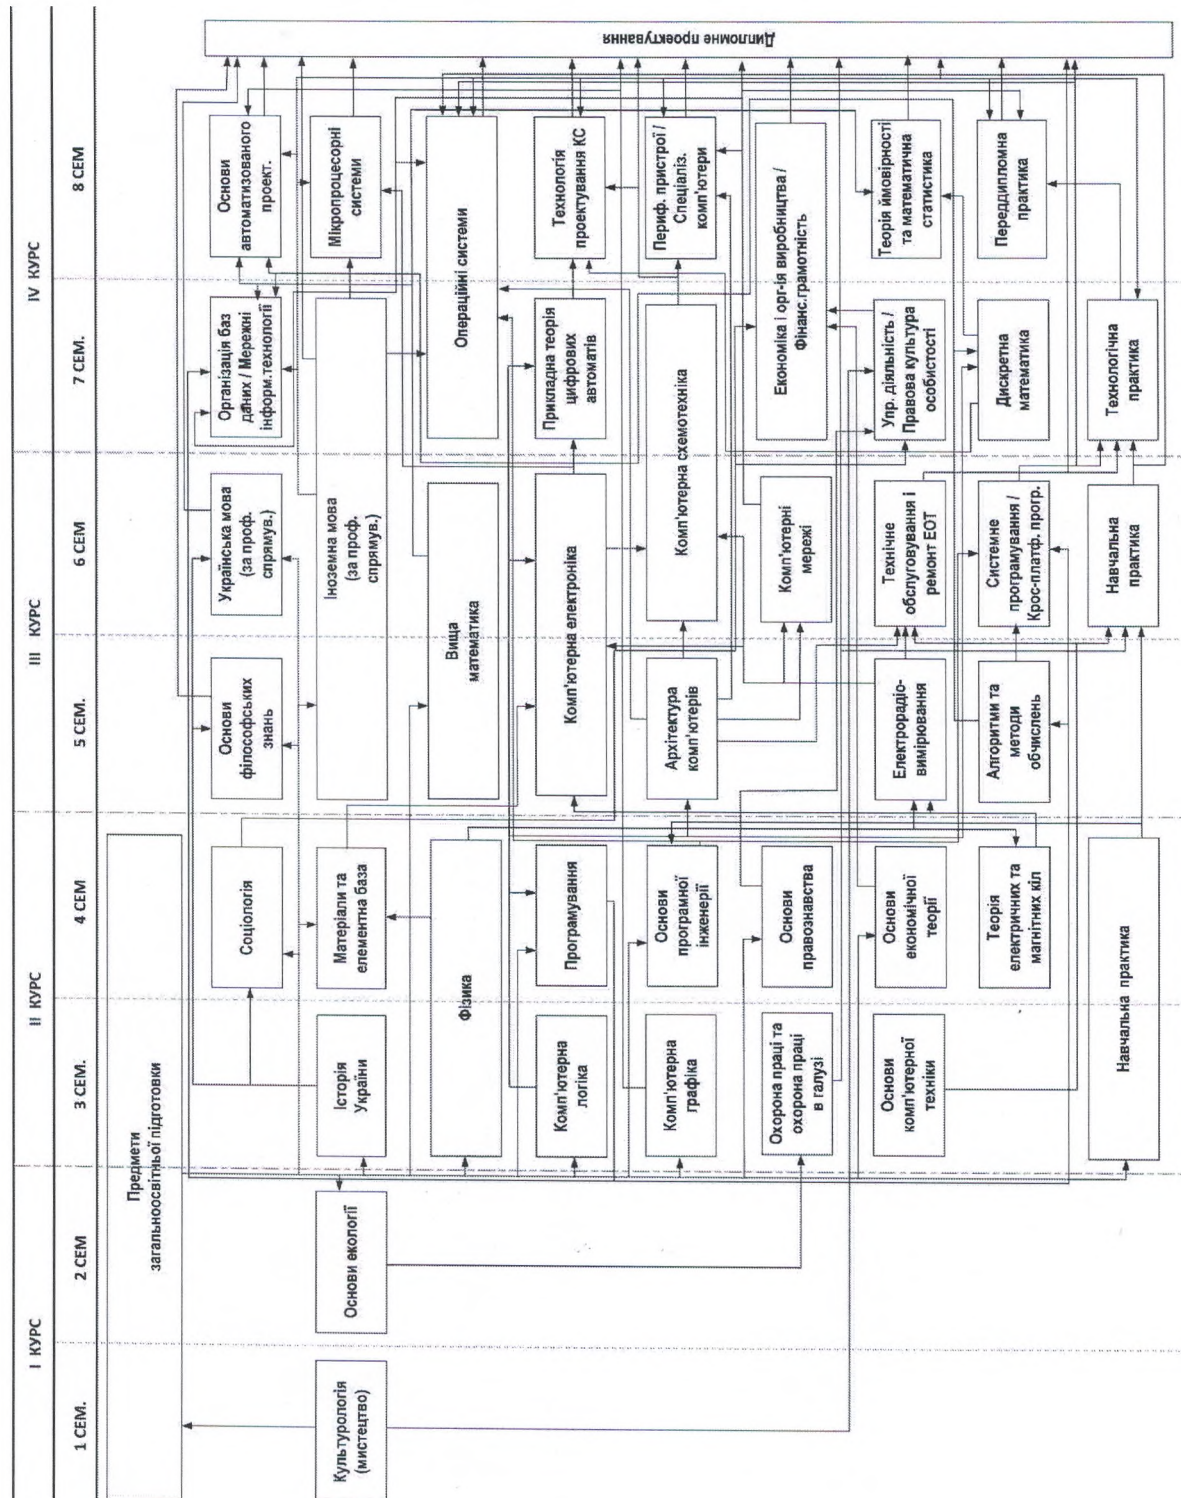 I КУРС
II КУРС
III КУРС
IV КУРС
1 СЕМ.
2 СЕМ
3 СЕМ.
4 СЕМ
5 СЕМ.
6 СЕМ
7 СЕМ.
8 СЕМ
Предмети
загальноосвітньої підготовки
Культурологія
(мистецтво)
Основи екології
Історія
України
Комп'ютерна
логіка
Комп'ютерна
графіка
Охорона праці та
охорона праці
в галузі
Основи
комп'ютерної
техніки
Навчальна практика
Фізика
Соціологія
Матеріали та
елементна база
Програмування
Основи
програмної
інженерії
Основи
правознавства
Основи
економічної
теорії
Теорія
електричних та
магнітних кіл
Основи
філософських
знань
Іноземна мова
(за проф.
спрямув.)
Вища
математика
Комп'ютерна електроніка
Архітектура
комп'ютерів
Електрорадіо-
вимірювання
Алгоритми та
методи
обчислень
Українська мова
(за проф.
спрямув.)
Комп'ютерна схемотехніка
Комп'ютерні
мережі
Технічне
обслуговування і
ремонт ЕОТ
Системне
програмування /
Крос-платф. прогр.
Навчальна
практика
Організація баз
даних / Мережні
інформ.технології
Операційні системи
Прикладна теорія
цифрових
автоматів
Економіка і орг-ія виробництва /
Фінанс.грамотність
Упр. діяльність /
Правова культура
особистості
Дискретна
математика
Технологічна
практика
Основи
автоматизованого
проект.
Мікропроцесорні
системи
Технологія
проектування КС
Периф. пристрої /
Спеціаліз.
комп'ютери
Теорія ймовірності
та математична
статистика
Переддипломна
практика
Дипломне проектування